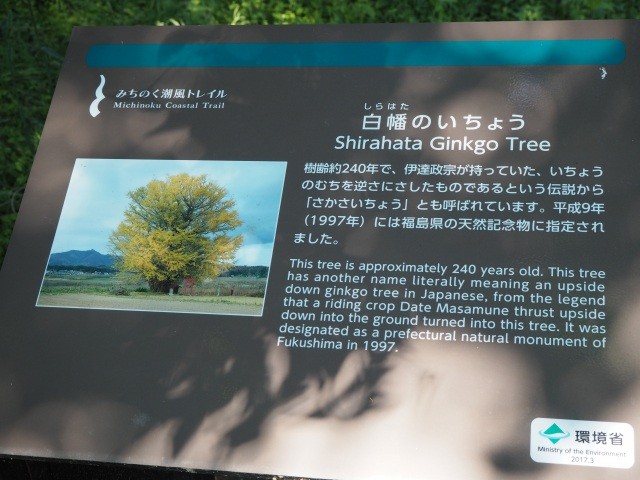 みちのく潮風トレイル
Michinoku Coastal Trail
しらはた
白幡のいちょう
Shirahata Ginkgo Tree
樹齢約240年で、伊達政宗が持っていた、いちょう
のむちを逆さにさしたものであるという伝説から
「さかさいちょう」とも呼ばれています。平成9年
（1997年）には福島県の天然記念物に指定され
ました。
This tree is approximately 240 years old. This tree
has another name literally meaning an upside
down ginkgo tree in Japanese, from the legend
that a riding crop Date Masamune thrust upside
down into the ground turned into this tree. It was
designated as a prefectural natural monument of
Fukushima in 1997.
環境省
Ministry of the Environment
2017.3